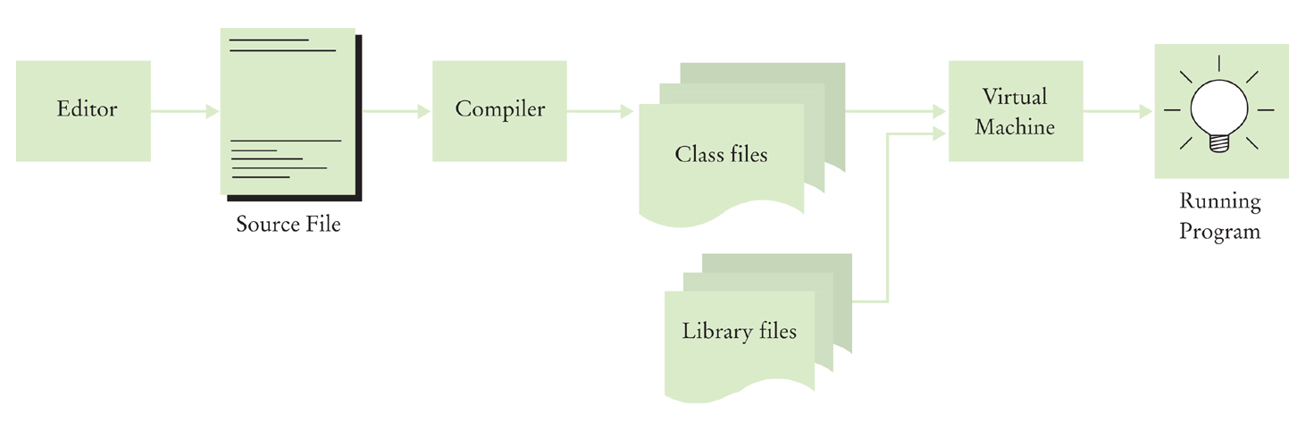 Editor
Source File
Compiler
Class files
Library files
Virtual
Machine
Running
Program